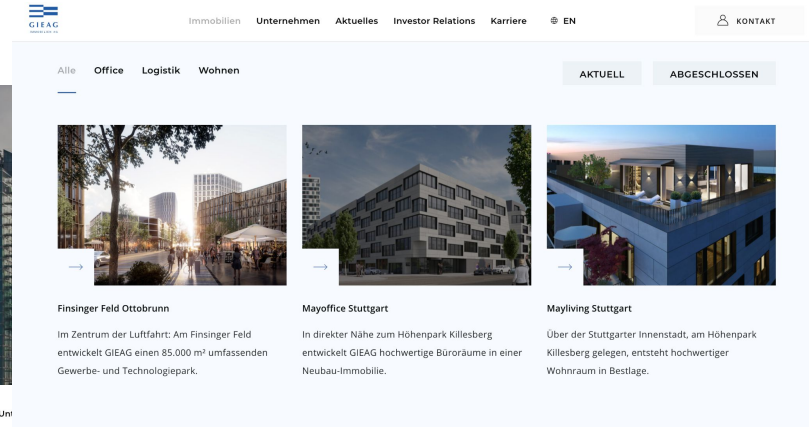 GIEAG
Immobilien Unternehmen Aktuelles Investor Relations Karriere EN
KONTAKT
Alle Office Logistik Wohnen
AKTUELL ABGESCHLOSSEN
Finsinger Feld Ottobrunn
Im Zentrum der Luftfahrt: Am Finsinger Feld
entwickelt GIEAG einen 85.000 m² umfassenden
Gewerbe- und Technologiepark.
Mayoffice Stuttgart
In direkter Nähe zum Höhenpark Killesberg
entwickelt GIEAG hochwertige Büroräume in einer
Neubau-Immobilie.
Mayliving Stuttgart
Über der Stuttgarter Innenstadt, am Höhenpark
Killesberg gelegen, entsteht hochwertiger
Wohnraum in Bestlage.
Unt